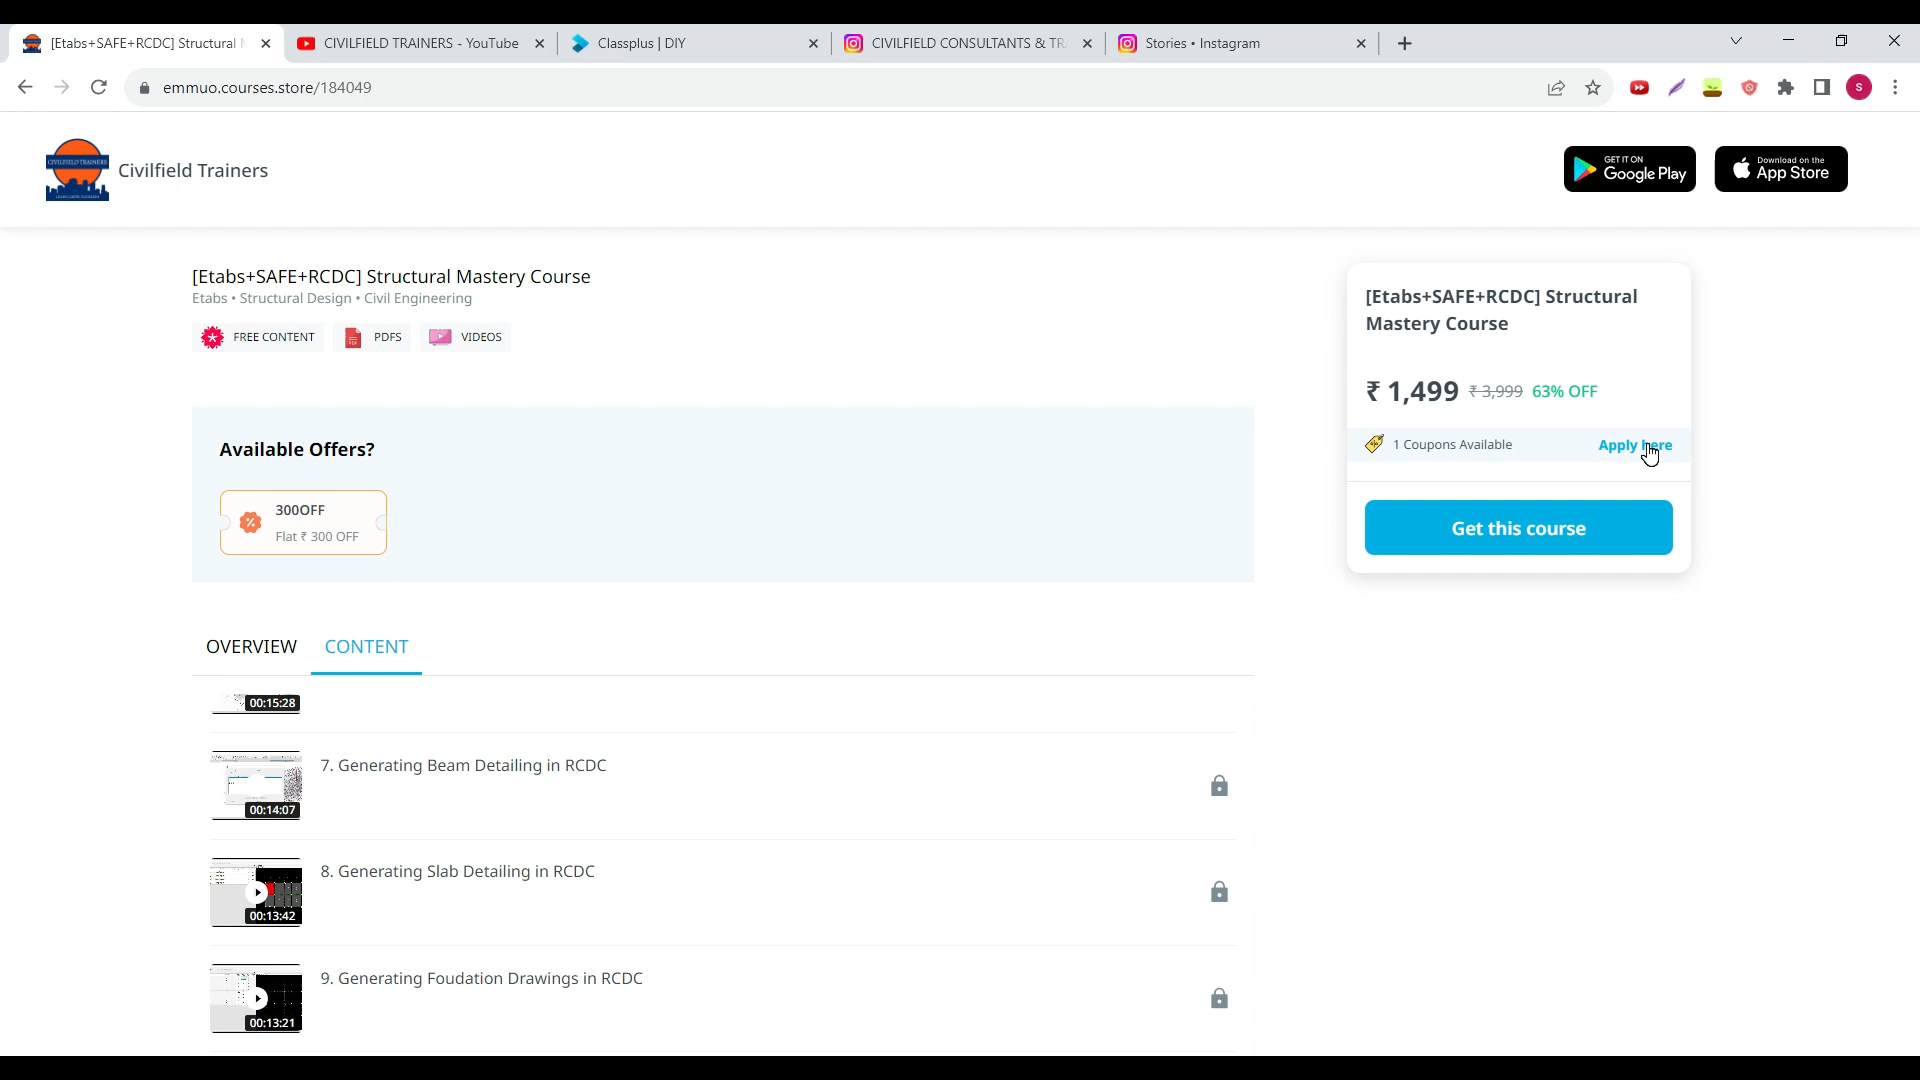 [Etabs+SAFE+RCDC] Structural
CIVILFIELD TRAINERS - YouTube
Classplus | DIY
CIVILFIELD CONSULTANTS & TR
Stories • Instagram
emmuo.courses.store/184049
S
CIVILFIELD TRAINERS
Civilfield Trainers
GET IT ON
Google Play
Download on the
App Store
[Etabs+SAFE+RCDC] Structural Mastery Course
Etabs • Structural Design • Civil Engineering
FREE CONTENT
PDFS
VIDEOS
[Etabs+SAFE+RCDC] Structural
Mastery Course
₹ 1,499 ₹ 3,999 63% OFF
1 Coupons Available
Apply here
Get this course
Available Offers?
300OFF
Flat ₹ 300 OFF
OVERVIEW
CONTENT
00:15:28
7. Generating Beam Detailing in RCDC
00:14:07
8. Generating Slab Detailing in RCDC
00:13:42
9. Generating Foudation Drawings in RCDC
00:13:21